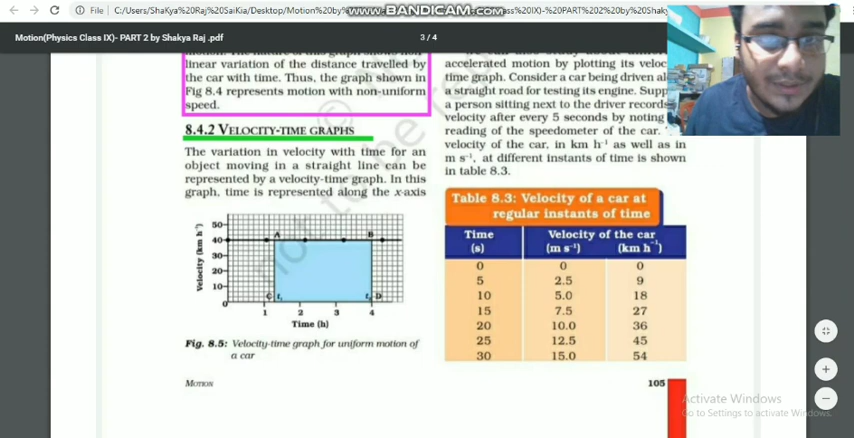 File
C:/Users/ShaKya%20Raj%20SaiKia/Desktop/Motion%20by%
www.BANDICAM.com
ass%20IX)-%20PART%202%20by%20Shaky
Motion(Physics Class IX)- PART 2 by Shakya Raj .pdf
3 / 4
linear variation of the distance travelled by
the car with time. Thus, the graph shown in
Fig 8.4 represents motion with non-uniform
speed.
8.4.2 VELOCITY-TIME GRAPHS
The variation in velocity with time for an
object moving in a straight line can be
represented by a velocity-time graph. In this
graph, time is represented along the x-axis
Velocity (km h⁻¹)
50
40
30
20
10
0
A
B
C
t₁
D
1
2
3
4
Time (h)
Fig. 8.5: Velocity-time graph for uniform motion of
a car
MOTION
accelerated motion by plotting its veloc
time graph. Consider a car being driven al
a straight road for testing its engine. Supp
a person sitting next to the driver records
velocity after every 5 seconds by noting
reading of the speedometer of the car.
velocity of the car, in km h⁻¹ as well as in
m s⁻¹, at different instants of time is shown
in table 8.3.
Table 8.3: Velocity of a car at
regular instants of time
Time Velocity of the car
(s) (m s⁻¹) (km h⁻¹)
0 0 0
5 2.5 9
10 5.0 18
15 7.5 27
20 10.0 36
25 12.5 45
30 15.0 54
105
Activate Windows
Go to Settings to activate Windows.